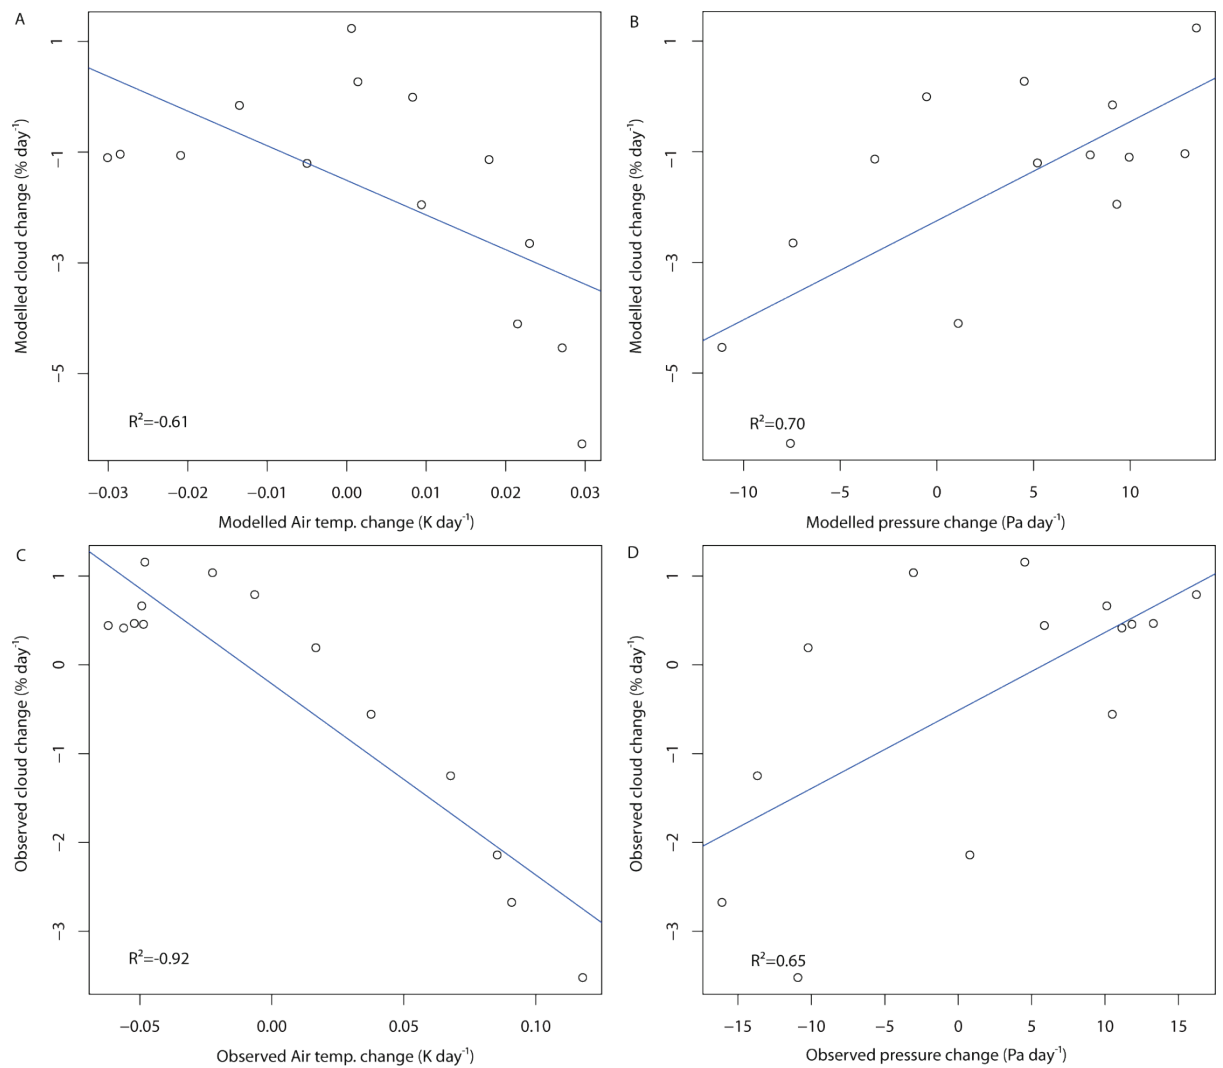 A
1
−1
−3
−5
Modelled cloud change (% day⁻¹)
R²=-0.61
−0.03 −0.02 −0.01 0.00 0.01 0.02 0.03
Modelled Air temp. change (K day⁻¹)
B
1
−1
−3
−5
Modelled cloud change (% day⁻¹)
R²=0.70
−10 −5 0 5 10
Modelled pressure change (Pa day⁻¹)
C
1
0
−1
−2
−3
Observed cloud change (% day⁻¹)
R²=-0.92
−0.05 0.00 0.05 0.10
Observed Air temp. change (K day⁻¹)
D
1
0
−1
−2
−3
Observed cloud change (% day⁻¹)
R²=0.65
−15 −10 −5 0 5 10 15
Observed pressure change (Pa day⁻¹)